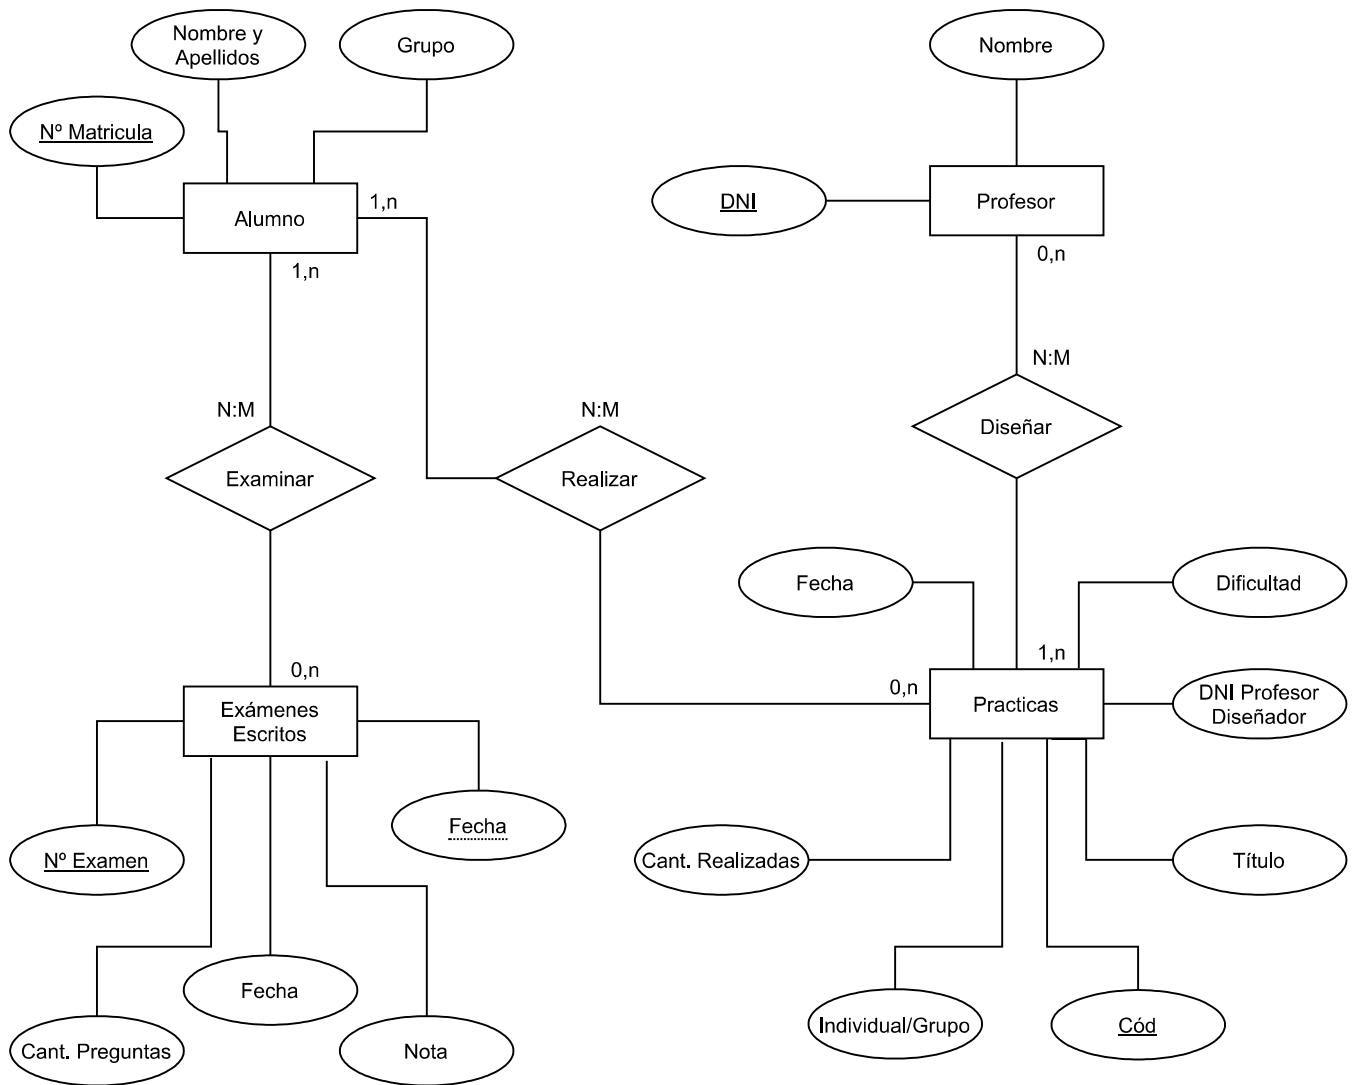 Nombre y
Apellidos
Grupo
Nombre
Nº Matricula
DNI
Profesor
Alumno
1,n
1,n
0,n
N:M
N:M
N:M
Diseñar
Examinar
Realizar
Fecha
Dificultad
0,n
1,n
0,n
Exámenes
Escritos
Practicas
DNI Profesor
Diseñador
Fecha
Nº Examen
Cant. Realizadas
Título
Fecha
Cant. Preguntas
Nota
Individual/Grupo
Cód